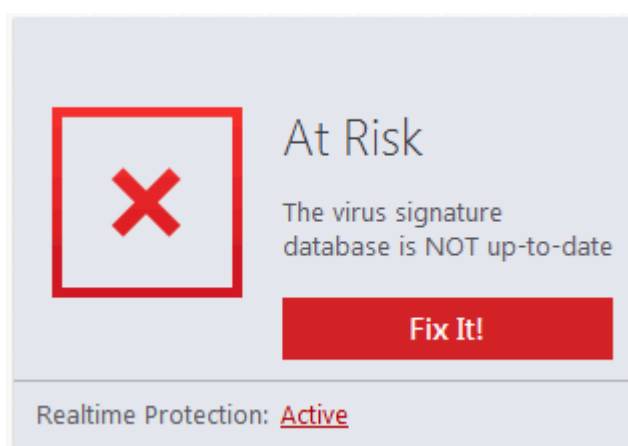 At Risk
The virus signature
database is NOT up-to-date
Fix It!
Realtime Protection: Active